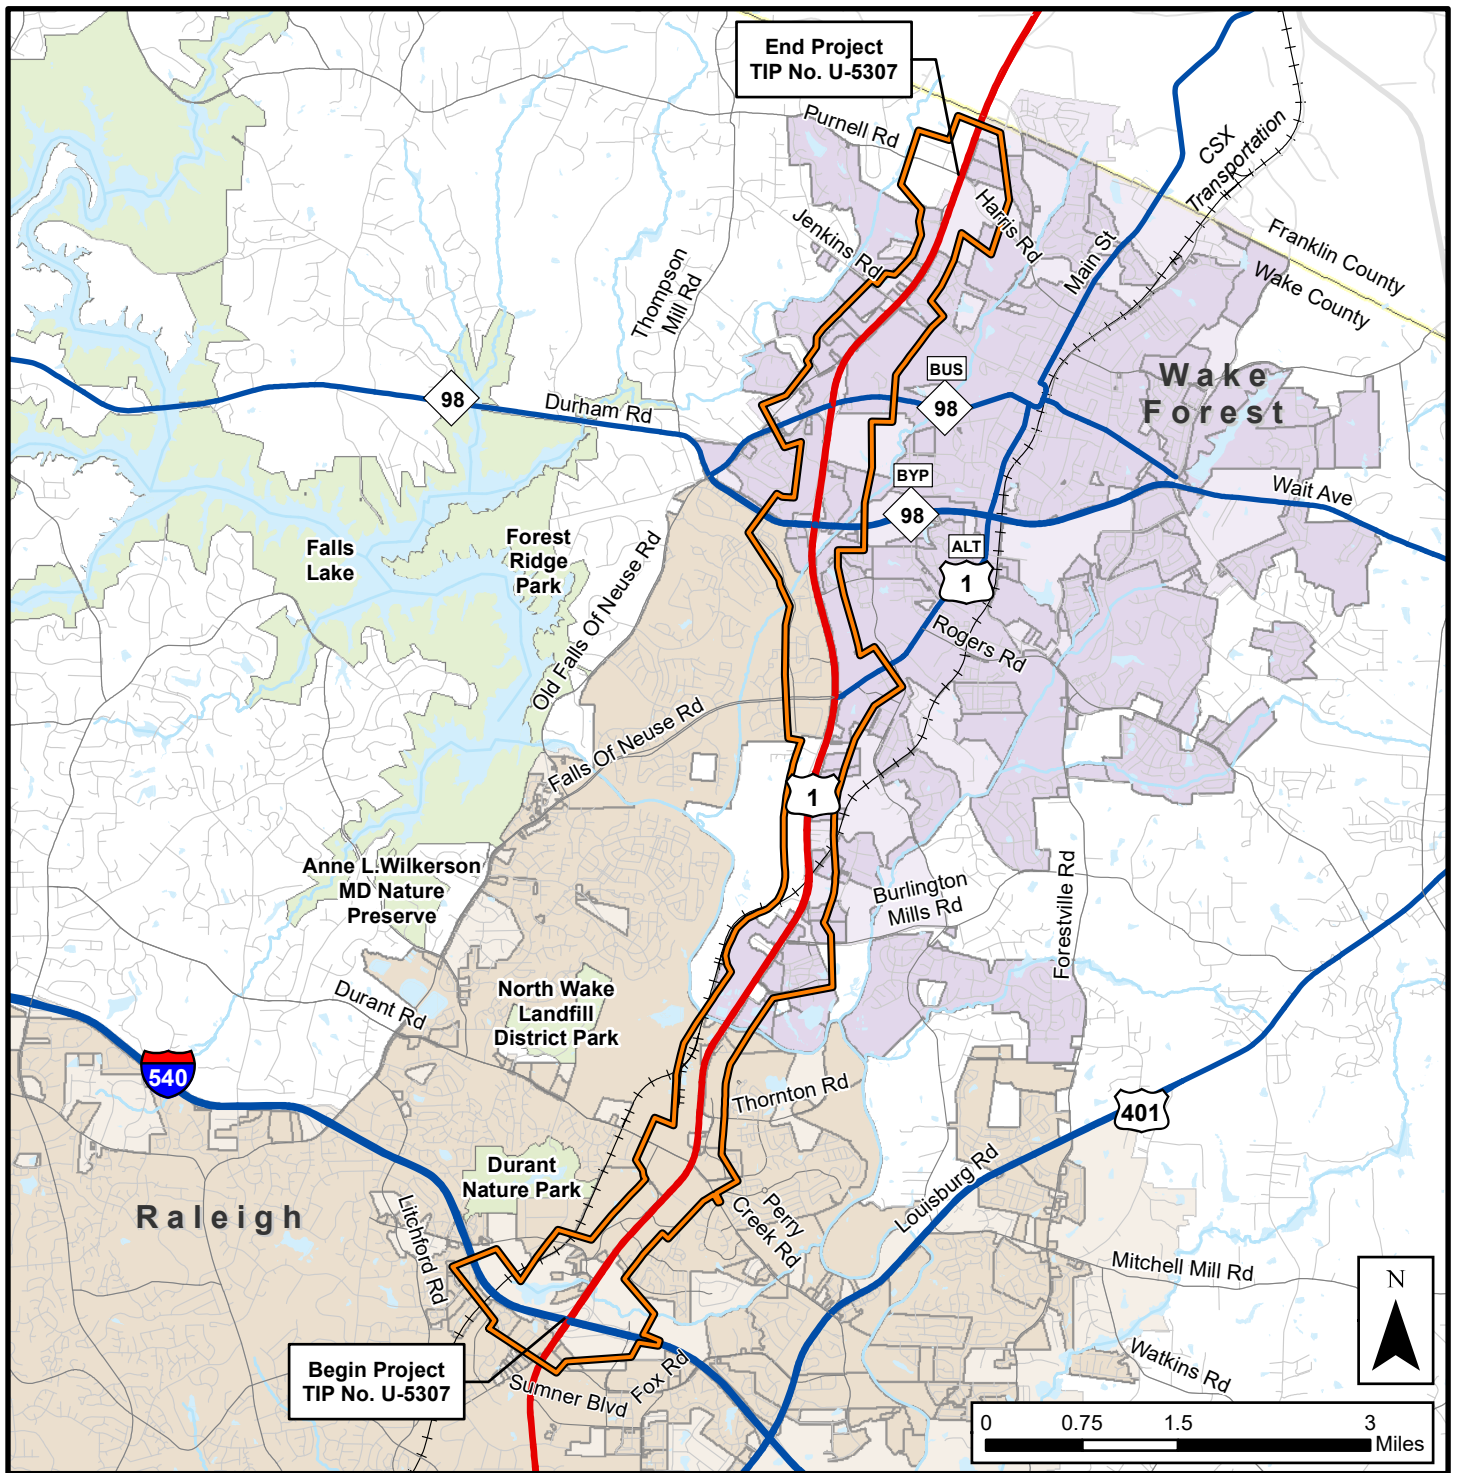 End Project
TIP No. U-5307
Purnell Rd
CSX
Transportation
Harris Rd
Jenkins Rd
Main St
Franklin County
Wake County
Thompson
Mill Rd
98
Durham Rd
BUS
98
Wake
Forest
BYP
98
Wait Ave
ALT
1
Falls
Lake
Forest
Ridge
Park
Old Falls Of Neuse Rd
Rogers Rd
Falls Of Neuse Rd
1
Anne L.Wilkerson
MD Nature
Preserve
Burlington
Mills Rd
Forestville Rd
Durant Rd
North Wake
Landfill
District Park
540
Thornton Rd
401
Durant
Nature Park
Raleigh
Litchford Rd
Perry
Creek Rd
Louisburg Rd
Mitchell Mill Rd
N
Begin Project
TIP No. U-5307
Sumner Blvd
Fox Rd
Watkins Rd
0 0.75 1.5 3
Miles